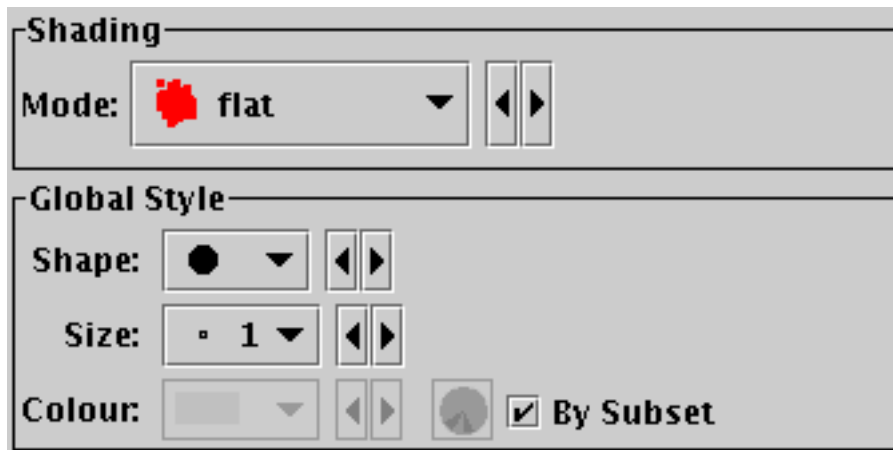 Shading
Mode: flat
Global Style
Shape:
Size: 1
Colour: By Subset